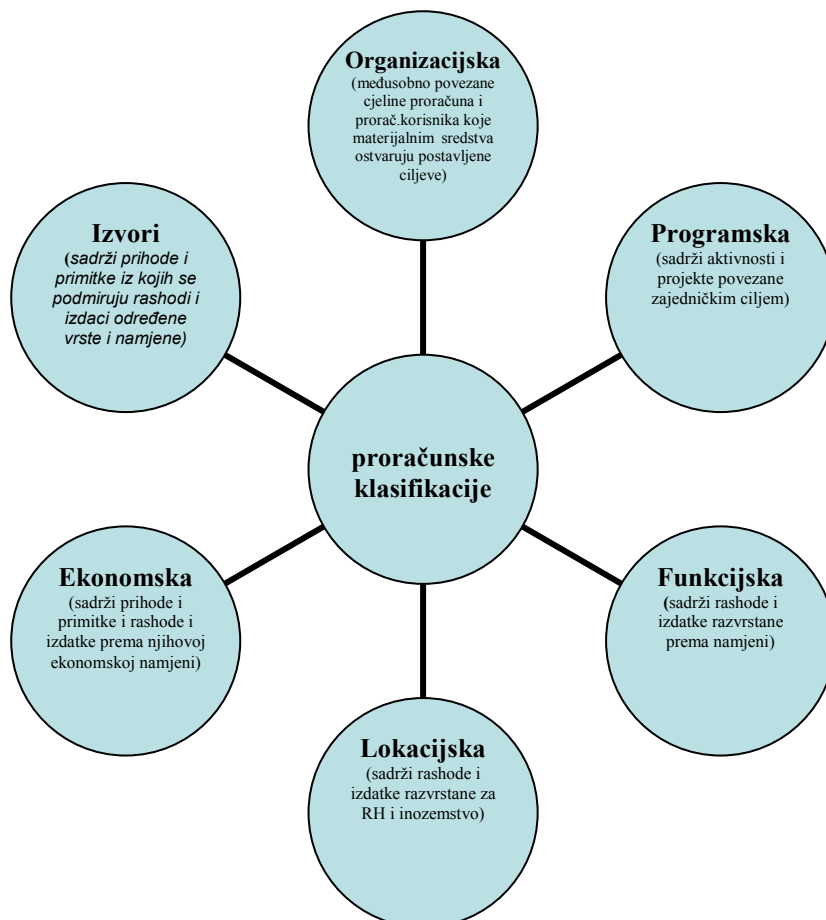 Organizacijska
(međusobno povezane
cjeline proračuna i
prorač.korisnika koje
materijalnim sredstva
ostvaruju postavljene
ciljeve)
Izvori
(sadrži prihode i
primitke iz kojih se
podmiruju rashodi i
izdaci određene
vrste i namjene)
Programska
(sadrži aktivnosti i
projekte povezane
zajedničkim ciljem)
proračunske
klasifikacije
Ekonomska
(sadrži prihode i
primitke i rashode i
izdatke prema njihovoj
ekonomskoj namjeni)
Funkcijska
(sadrži rashode i
izdatke razvrstane
prema namjeni)
Lokacijska
(sadrži rashode i
izdatke razvrstane za
RH i inozemstvo)